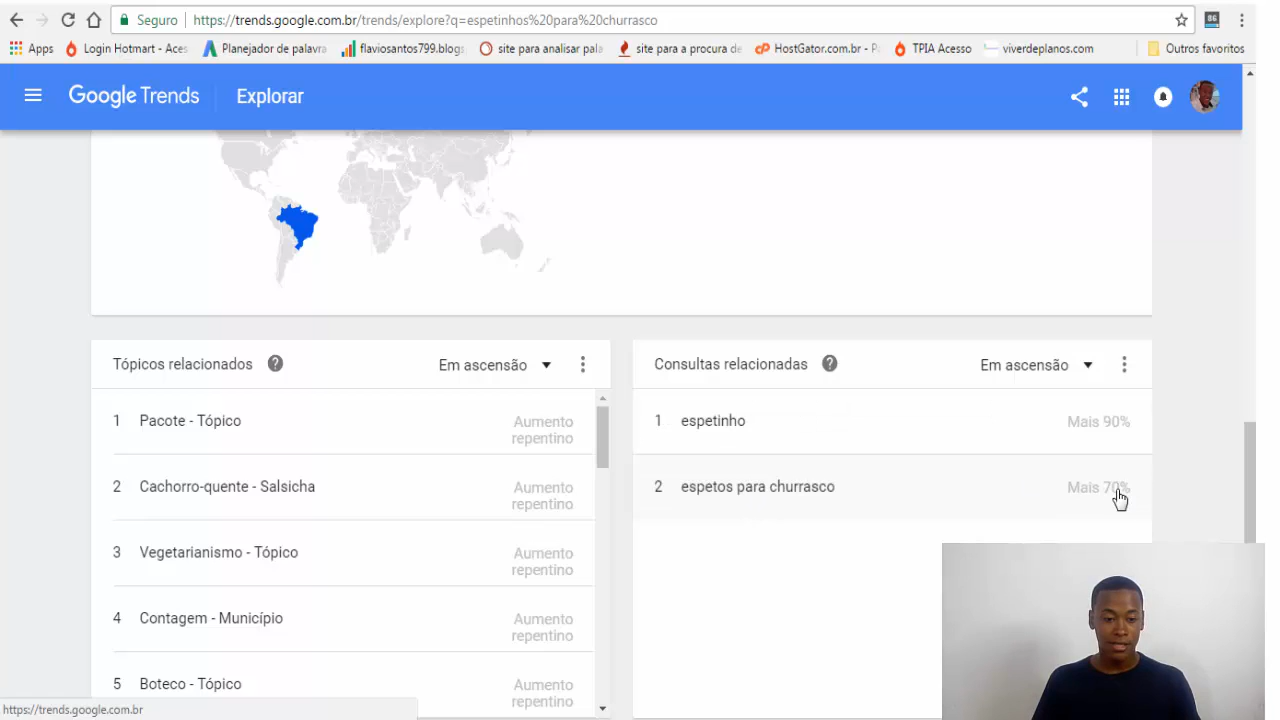 Seguro
https://trends.google.com.br/trends/explore?q=espetinhos%20para%20churrasco
Apps
Login Hotmart - Aces
Planejador de palavra
flaviosantos799.blogs
site para analisar pala
site para a procura de
HostGator.com.br - P
TPIA Acesso
viverdeplanos.com
Outros favoritos
Google Trends
Explorar
Tópicos relacionados
Em ascensão
1 Pacote - Tópico
Aumento
repentino
2 Cachorro-quente - Salsicha
Aumento
repentino
3 Vegetarianismo - Tópico
Aumento
repentino
4 Contagem - Município
Aumento
repentino
5 Boteco - Tópico
Aumento
repentino
Consultas relacionadas
Em ascensão
1 espetinho
Mais 90%
2 espetos para churrasco
Mais 70%
https://trends.google.com.br